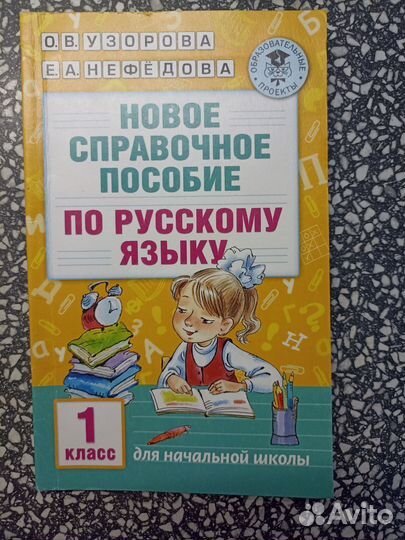 О.В. УЗОРОВА
Е.А. НЕФЁДОВА
ОБРАЗОВАТЕЛЬНЫЕ
ПРОЕКТЫ
НОВОЕ
СПРАВОЧНОЕ
ПОСОБИЕ
ПО РУССКОМУ
ЯЗЫКУ
1
класс
для начальной школы
Avito